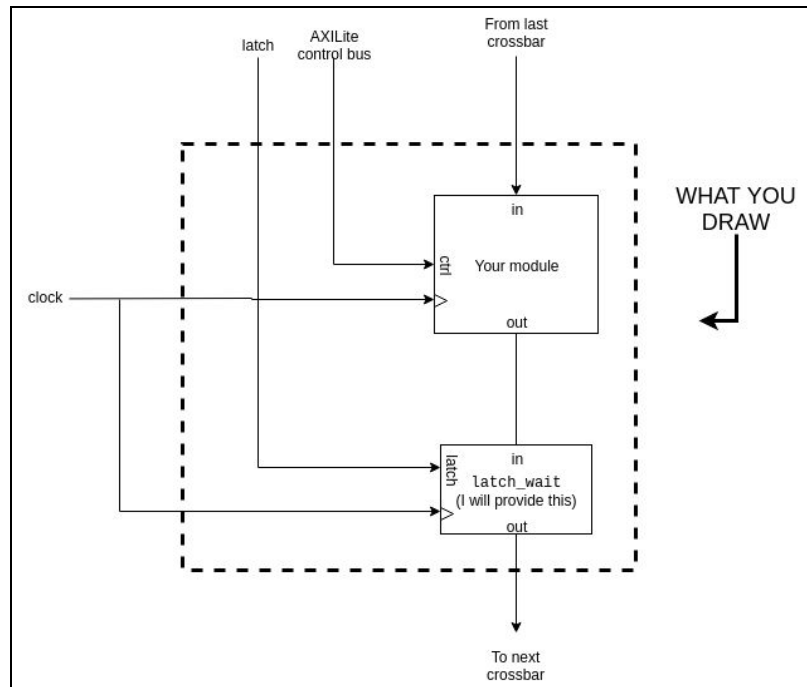 latch
AXILite
control bus
From last
crossbar
WHAT YOU
DRAW
in
ctrl
Your module
clock
out
in
latch
latch_wait
(I will provide this)
out
To next
crossbar